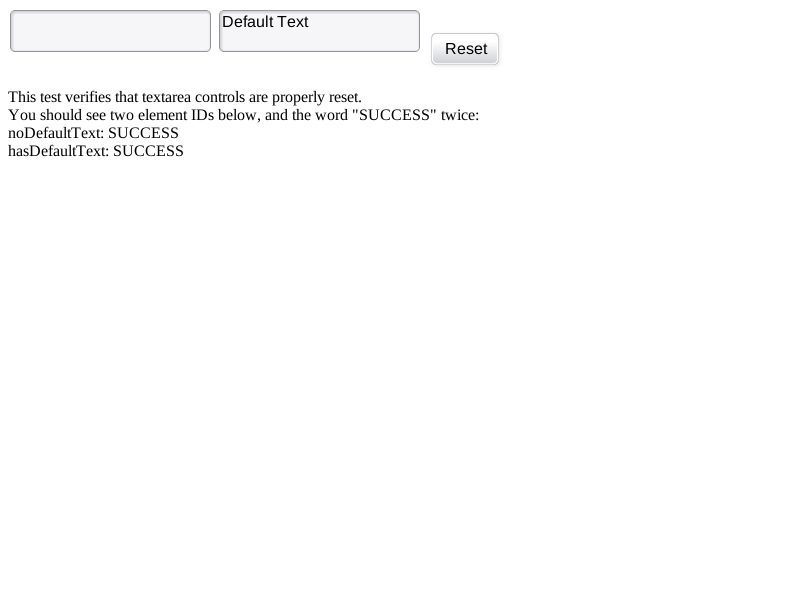 Default Text
Reset
This test verifies that textarea controls are properly reset.
You should see two element IDs below, and the word "SUCCESS" twice:
noDefaultText: SUCCESS
hasDefaultText: SUCCESS